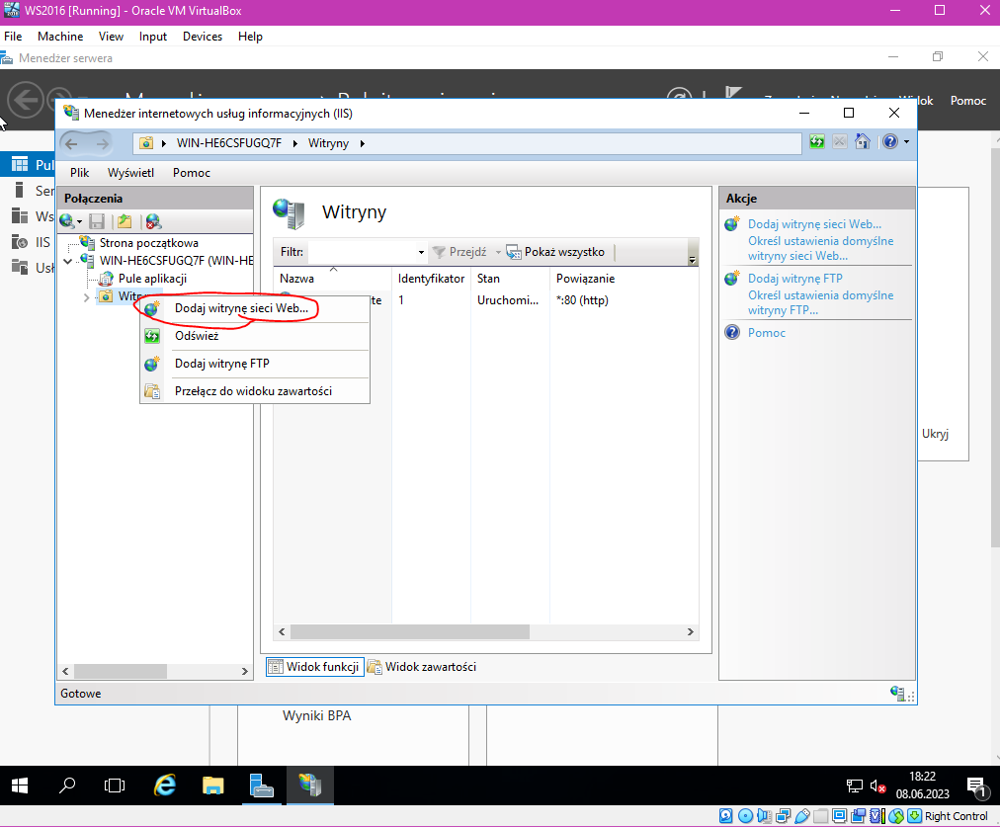 WS2016 [Running] - Oracle VM VirtualBox
File Machine View Input Devices Help
Menedżer serwera
Pomoc
Menedżer internetowych usług informacyjnych (IIS)
WIN-HE6CSFUGQ7F Witryny
Plik Wyświetl Pomoc
Połączenia
Strona początkowa
WIN-HE6CSFUGQ7F (WIN-HE
Pule aplikacji
Dodaj witrynę sieci Web...
Odśwież
Dodaj witrynę FTP
Przełącz do widoku zawartości
Witryny
Filtr: Przejdź Pokaż wszystko
Nazwa Identyfikator Stan Powiązanie
te 1 Uruchomi... *:80 (http)
Widok funkcji Widok zawartości
Akcje
Dodaj witrynę sieci Web...
Określ ustawienia domyślne
witryny sieci Web...
Dodaj witrynę FTP
Określ ustawienia domyślne
witryny FTP...
Pomoc
Gotowe
Pul
Ser
Ws
IIS
Usł
Ukryj
Wyniki BPA
18:22
08.06.2023
1
Right Control